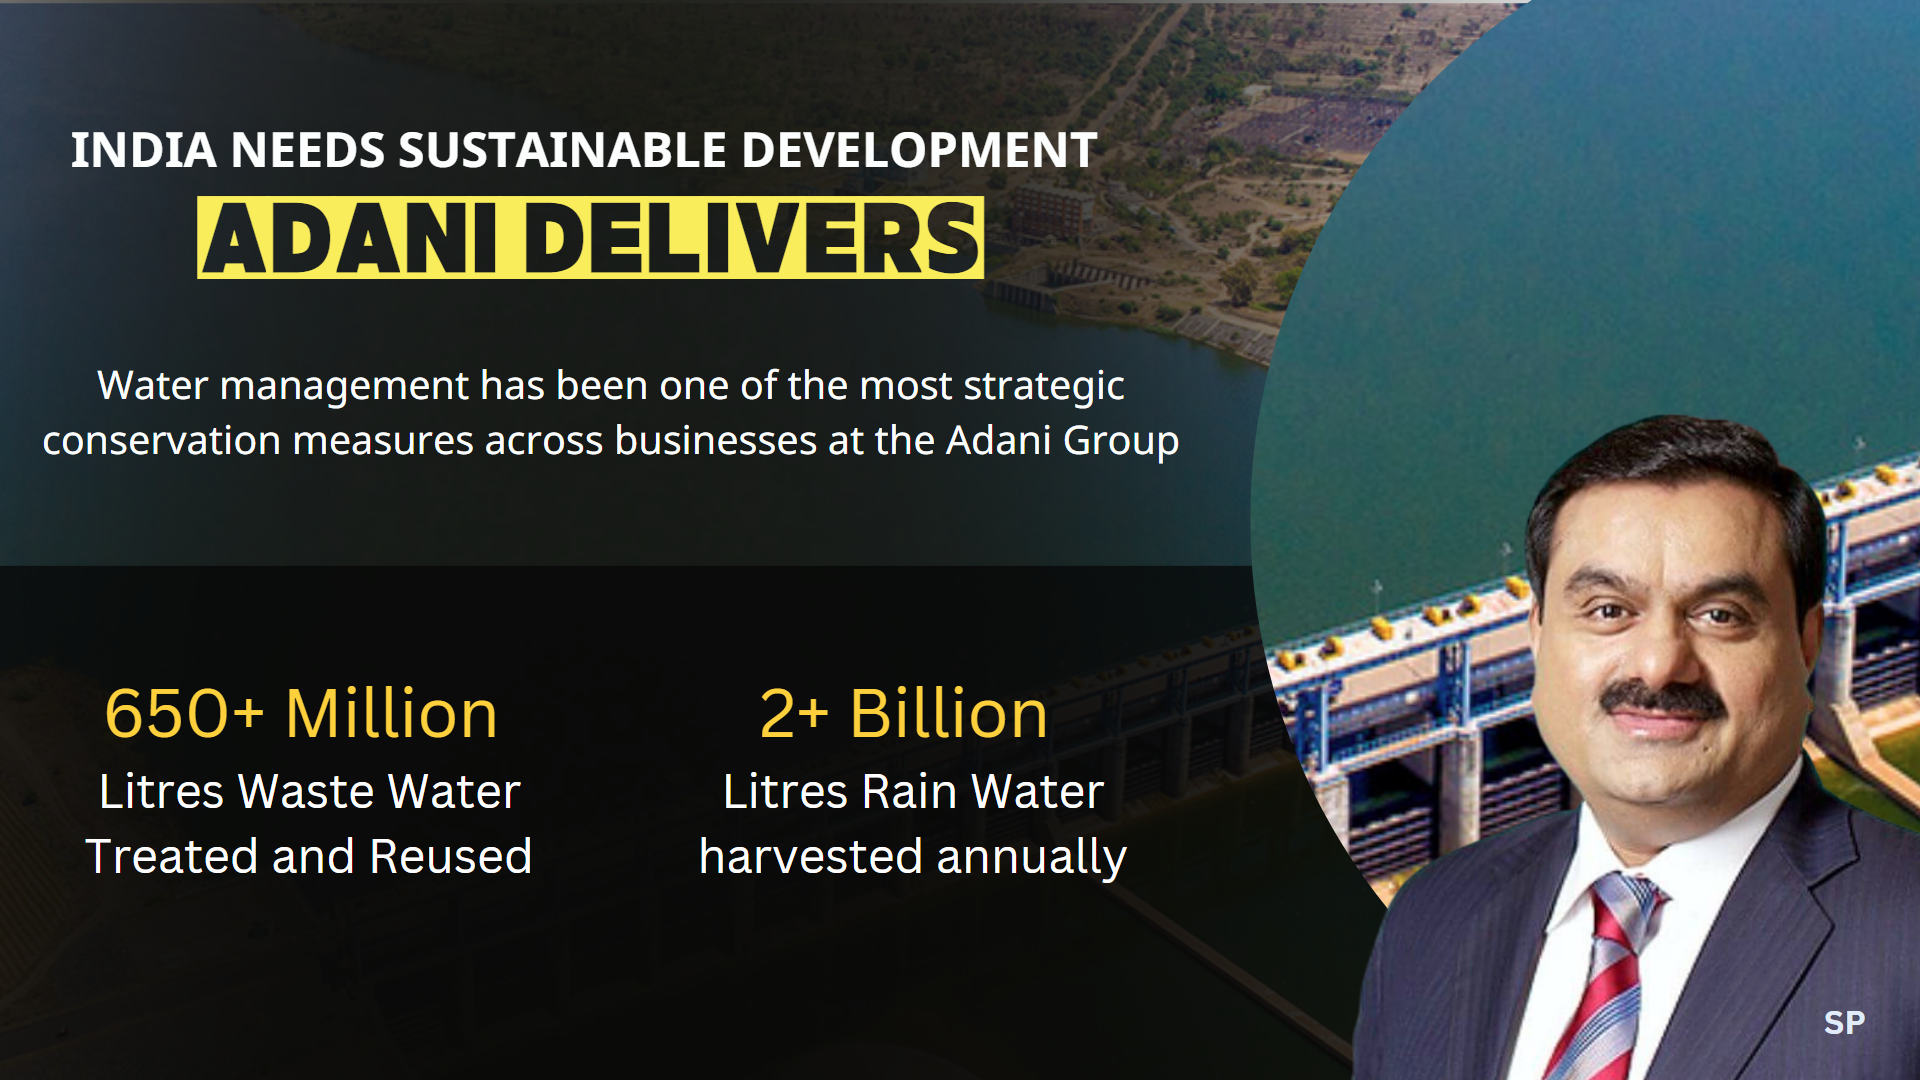 INDIA NEEDS SUSTAINABLE DEVELOPMENT
ADANI DELIVERS
Water management has been one of the most strategic
conservation measures across businesses at the Adani Group
650+ Million
Litres Waste Water
Treated and Reused
2+ Billion
Litres Rain Water
harvested annually
SP